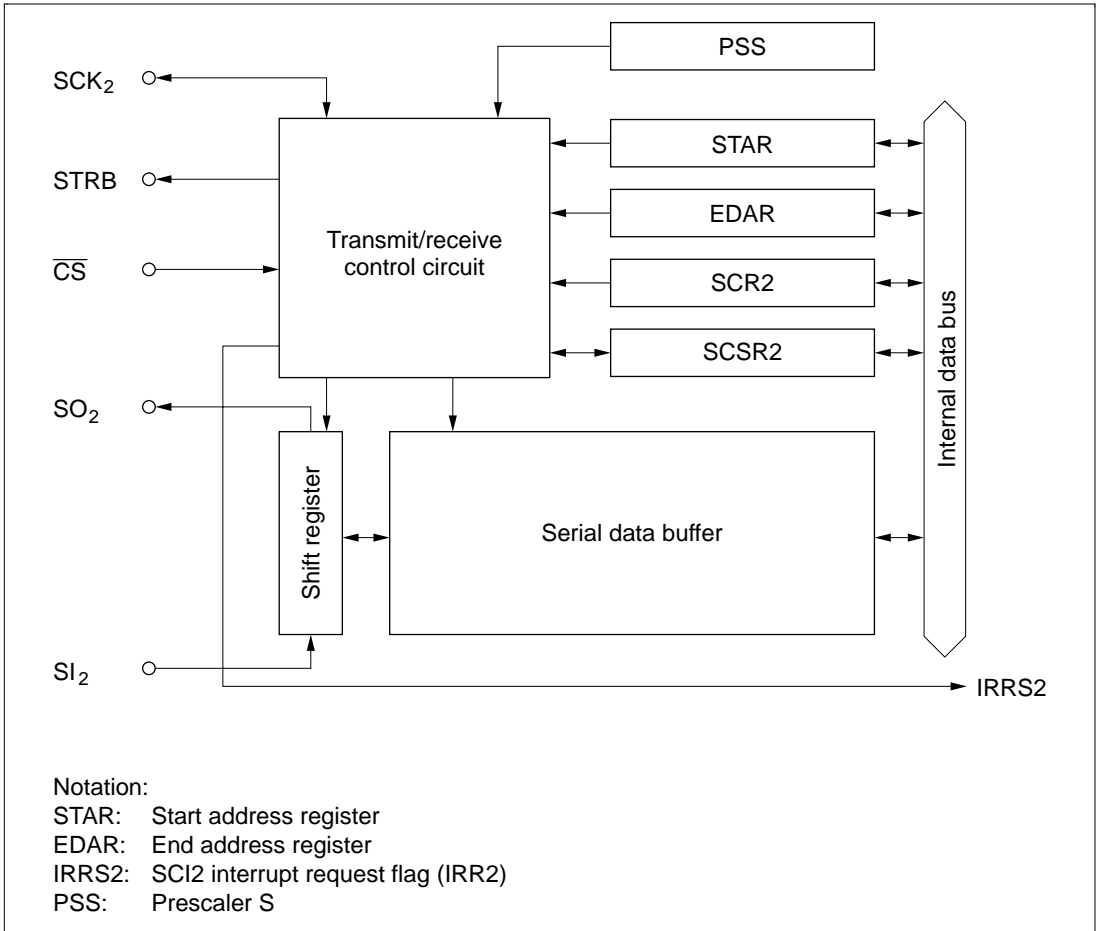 PSS
SCK₂
STAR
STRB
EDAR
Transmit/receive
control circuit
C̅S̅
SCR2
SCSR2
Internal data bus
SO₂
Shift register
Serial data buffer
SI₂
IRRS2
Notation:
STAR: Start address register
EDAR: End address register
IRRS2: SCI2 interrupt request flag (IRR2)
PSS: Prescaler S